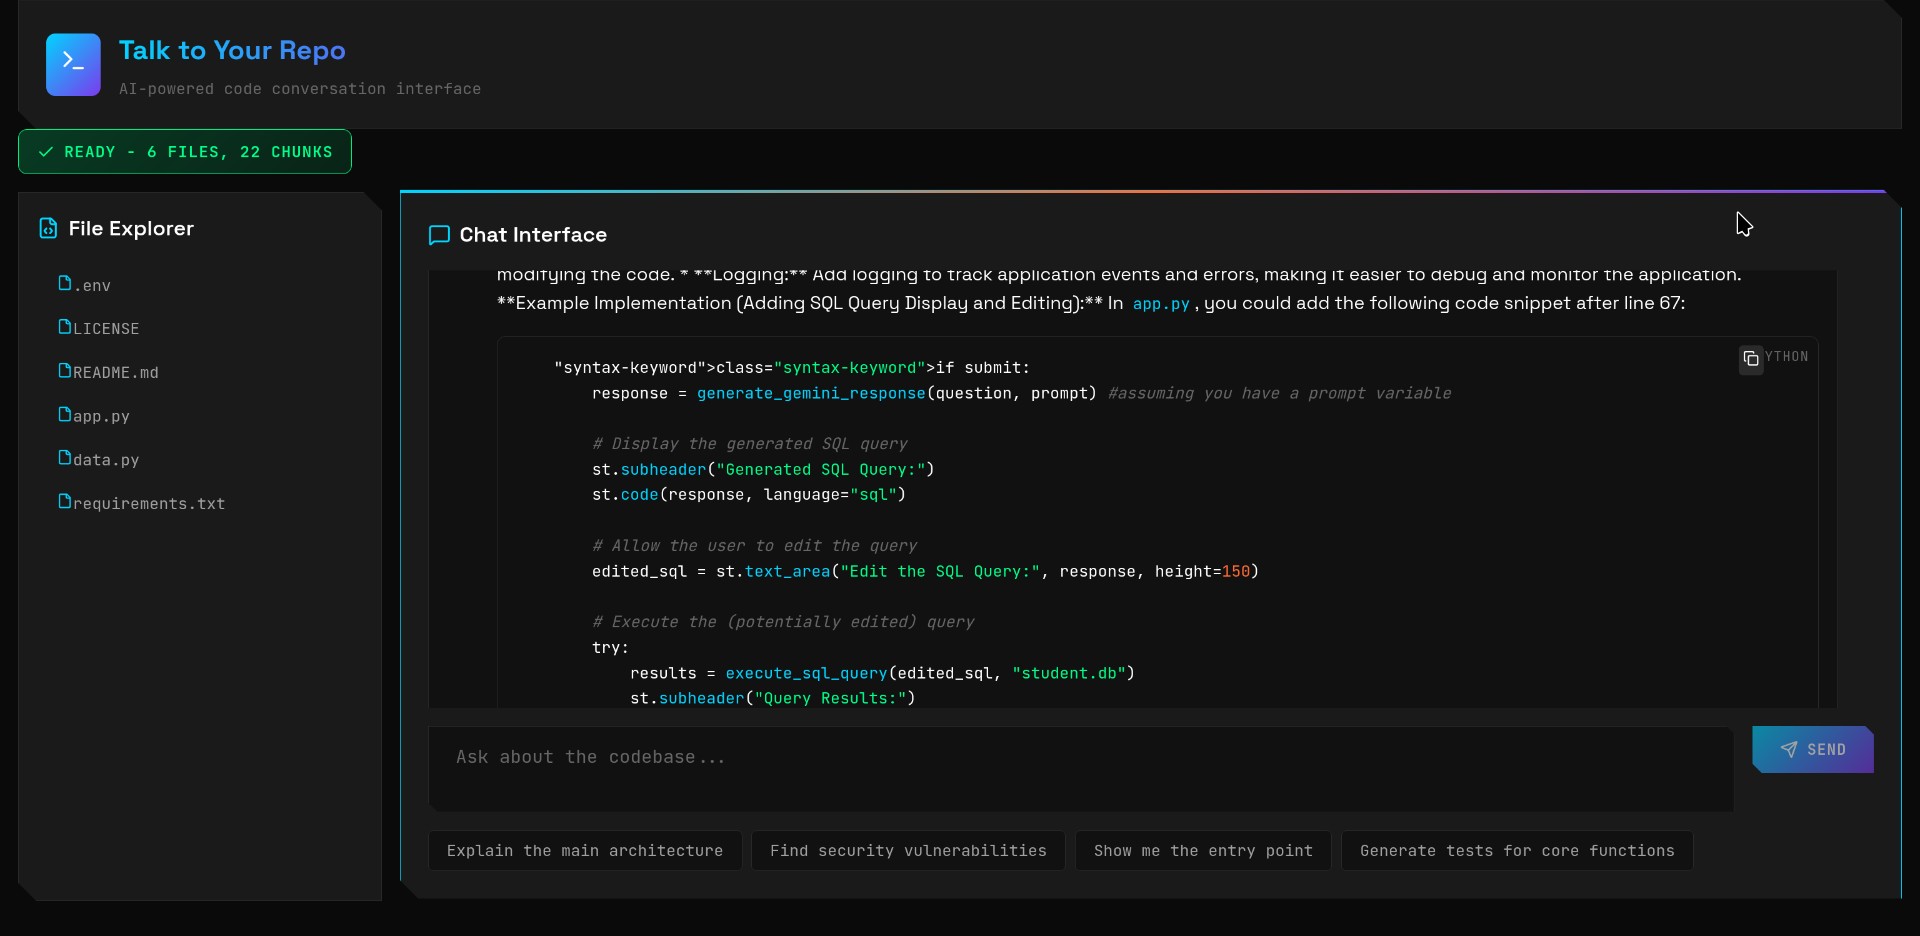 Talk to Your Repo
AI-powered code conversation interface
READY - 6 FILES, 22 CHUNKS
File Explorer
.env
LICENSE
README.md
app.py
data.py
requirements.txt
Chat Interface
modifying the code. * **Logging:** Add logging to track application events and errors, making it easier to debug and monitor the application.
**Example Implementation (Adding SQL Query Display and Editing):** In app.py, you could add the following code snippet after line 67:
YTHON
"syntax-keyword">class="syntax-keyword">if submit:
response = generate_gemini_response(question, prompt) #assuming you have a prompt variable
# Display the generated SQL query
st.subheader("Generated SQL Query:")
st.code(response, language="sql")
# Allow the user to edit the query
edited_sql = st.text_area("Edit the SQL Query:", response, height=150)
# Execute the (potentially edited) query
try:
results = execute_sql_query(edited_sql, "student.db")
st.subheader("Query Results:")
Ask about the codebase...
SEND
Explain the main architecture
Find security vulnerabilities
Show me the entry point
Generate tests for core functions